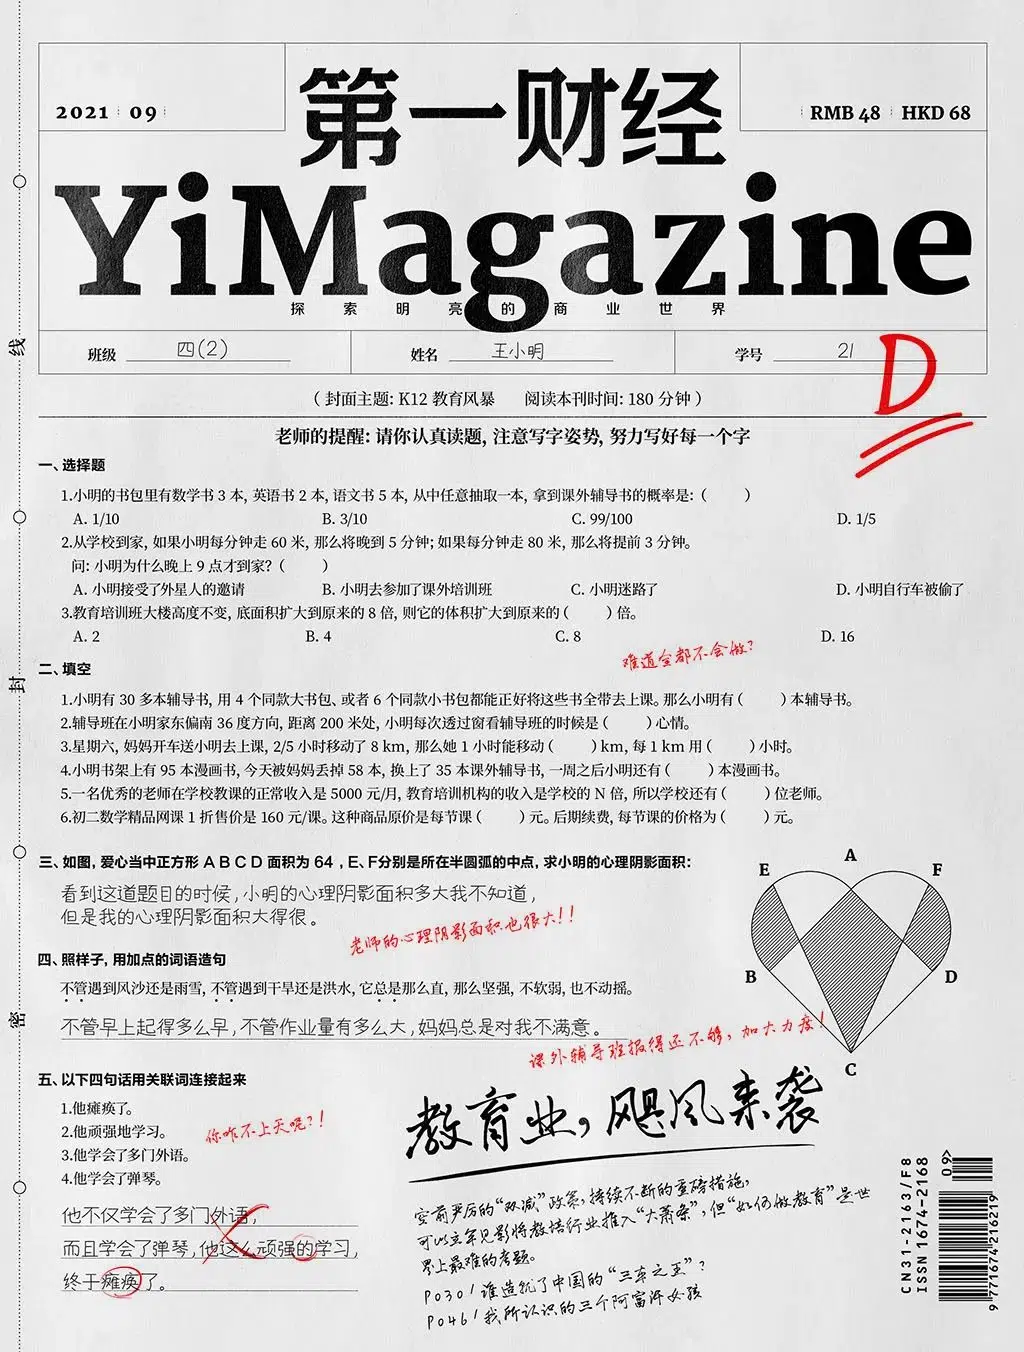 2021 09
第一财经
RMB 48 HKD 68
YiMagazine
探索明亮的商业世界
班级 四(2) 姓名 王小明 学号 21
D
(封面主题: K12 教育风暴 阅读本刊时间: 180 分钟)
老师的提醒: 请你认真读题, 注意写字姿势, 努力写好每一个字
一、选择题
1.小明的书包里有数学书 3 本, 英语书 2 本, 语文书 5 本, 从中任意抽取一本, 拿到课外辅导书的概率是: ( )
A. 1/10 B. 3/10 C. 99/100 D. 1/5
2.从学校到家, 如果小明每分钟走 60 米, 那么将晚到 5 分钟; 如果每分钟走 80 米, 那么将提前 3 分钟。
问: 小明为什么晚上 9 点才到家? ( )
A. 小明接受了外星人的邀请 B. 小明去参加了课外培训班 C. 小明迷路了 D. 小明自行车被偷了
3.教育培训班大楼高度不变, 底面积扩大到原来的 8 倍, 则它的体积扩大到原来的 ( ) 倍。
A. 2 B. 4 C. 8 D. 16
难道全都不会做?
二、填空
1.小明有 30 多本辅导书, 用 4 个同款大书包、或者 6 个同款小书包都能正好将这些书全带去上课。那么小明有 ( ) 本辅导书。
2.辅导班在小明家东偏南 36 度方向, 距离 200 米处, 小明每次透过窗看辅导班的时候是 ( ) 心情。
3.星期六, 妈妈开车送小明去上课, 2/5 小时移动了 8 km, 那么她 1 小时能移动 ( ) km, 每 1 km 用 ( ) 小时。
4.小明书架上有 95 本漫画书, 今天被妈妈丢掉 58 本, 换上了 35 本课外辅导书, 一周之后小明还有 ( ) 本漫画书。
5.一名优秀的老师在学校教课的正常收入是 5000 元/月, 教育培训机构的收入是学校的 N 倍, 所以学校还有 ( ) 位老师。
6.初二数学精品网课 1 折售价是 160 元/课。这种商品原价是每节课 ( ) 元。后期续费, 每节课的价格为 ( ) 元。
三、如图, 爱心当中正方形 A B C D 面积为 64 , E、F分别是所在半圆弧的中点, 求小明的心理阴影面积:
看到这道题目的时候, 小明的心理阴影面积多大我不知道,
但是我的心理阴影面积大得很。
老师的心理阴影面积也很大!!
A
E F
B D
C
四、照样子, 用加点的词语造句
不管遇到风沙还是雨雪, 不管遇到干旱还是洪水, 它总是那么直, 那么坚强, 不软弱, 也不动摇。
不管早上起得多么早, 不管作业量有多么大, 妈妈总是对我不满意。
课外辅导班报得还不够, 加大力度!
五、以下四句话用关联词连接起来
1.他瘫痪了。
2.他顽强地学习。
3.他学会了多门外语。
4.他学会了弹琴。
你咋不上天呢?!
他不仅学会了多门外语,
而且学会了弹琴, 他这么顽强的学习,
终于瘫痪了。
教育业, 飓风来袭
空前严厉的“双减”政策, 持续不断的重磅措施,
可以立竿见影将教培行业推入“大萧条”, 但“如何做教育”是世
界上最难的考题。
P030/谁造就了中国的“三车之王”?
P046/我所认识的三个阿富汗女孩
CN31-2163/F8
ISSN 1674-2168
09>
9 771674 216219
线
封
密